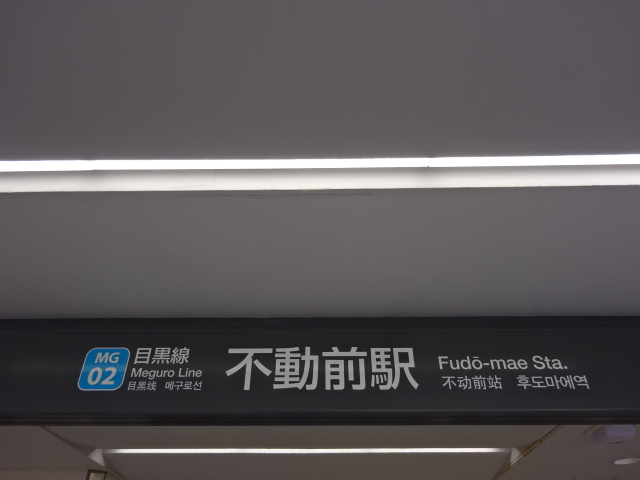 MG
02
目黒線
Meguro Line
目黑线 메구로선
不動前駅
Fudō-mae Sta.
不动前站 후도마에역